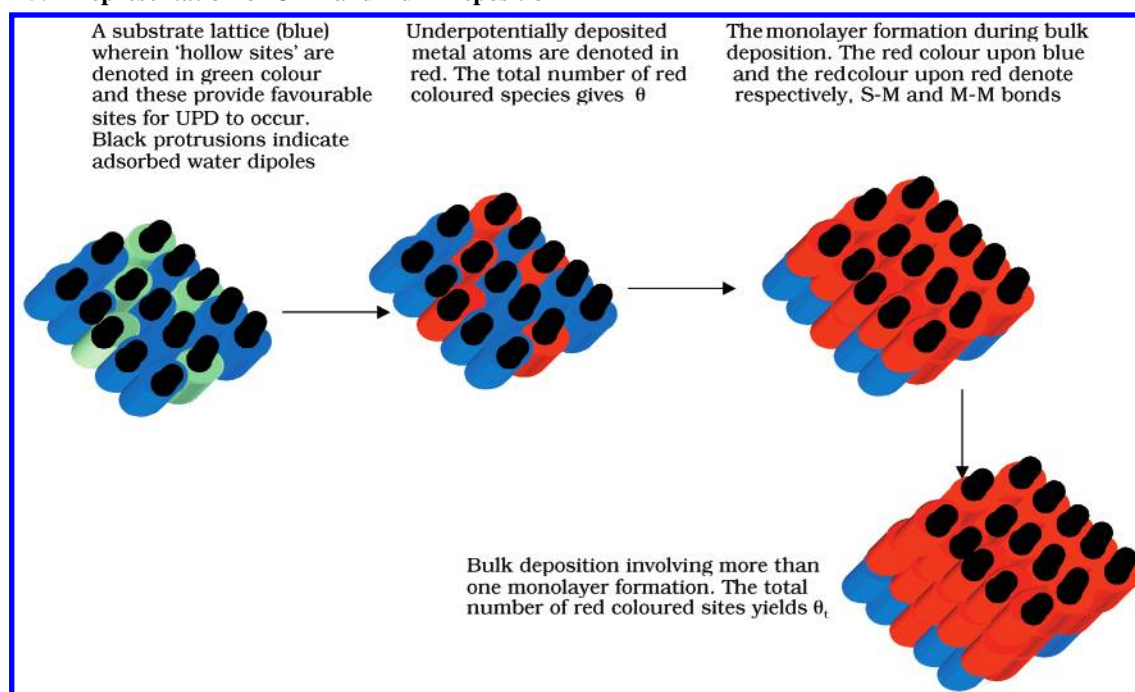 A substrate lattice (blue)
wherein 'hollow sites' are
denoted in green colour
and these provide favourable
sites for UPD to occur.
Black protrusions indicate
adsorbed water dipoles
Underpotentially deposited
metal atoms are denoted in
red. The total number of red
coloured species gives θ
The monolayer formation during bulk
deposition. The red colour upon blue
and the redcolour upon red denote
respectively, S-M and M-M bonds
Bulk deposition involving more than
one monolayer formation. The total
number of red coloured sites yields θt